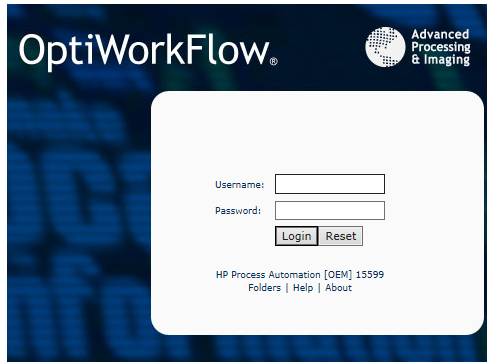 OptiWorkFlow®
Advanced
Processing
& Imaging
Username:
Password:
Login Reset
HP Process Automation [OEM] 15599
Folders | Help | About